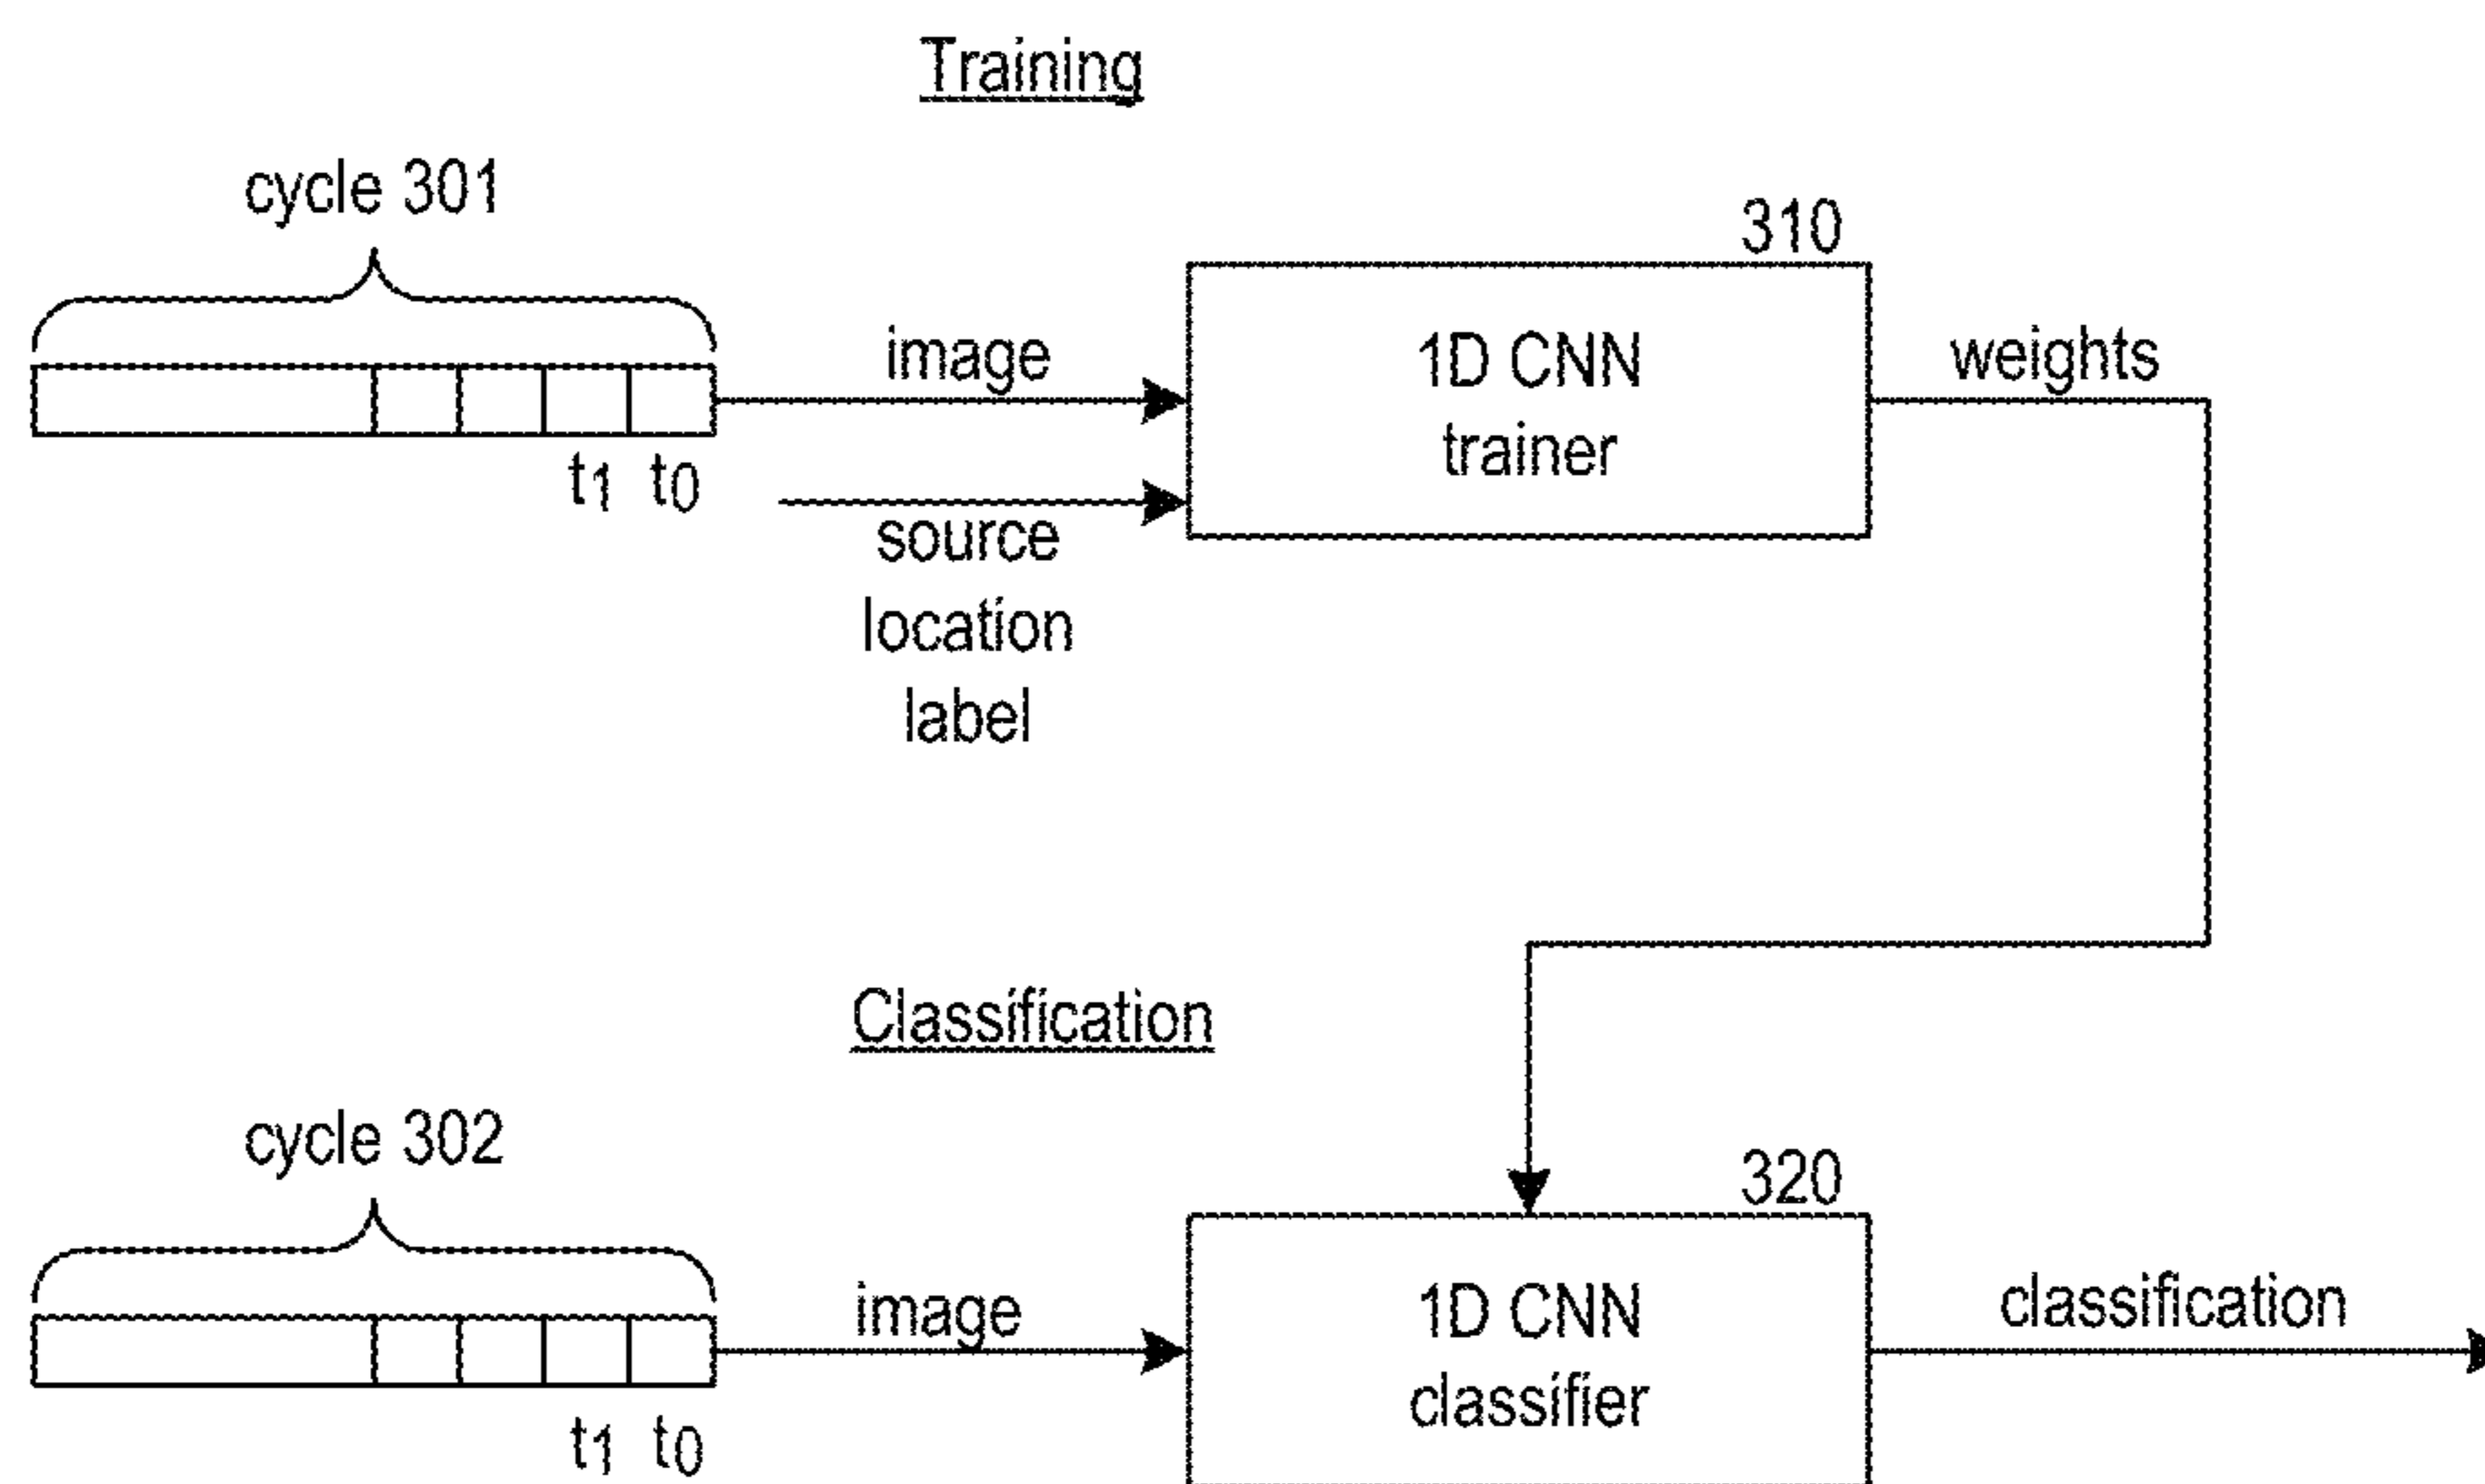 Training
cycle 301
310
image
1D CNN
trainer
weights
t1 t0
source
location
label
Classification
cycle 302
320
image
1D CNN
classifier
classification
t1 t0